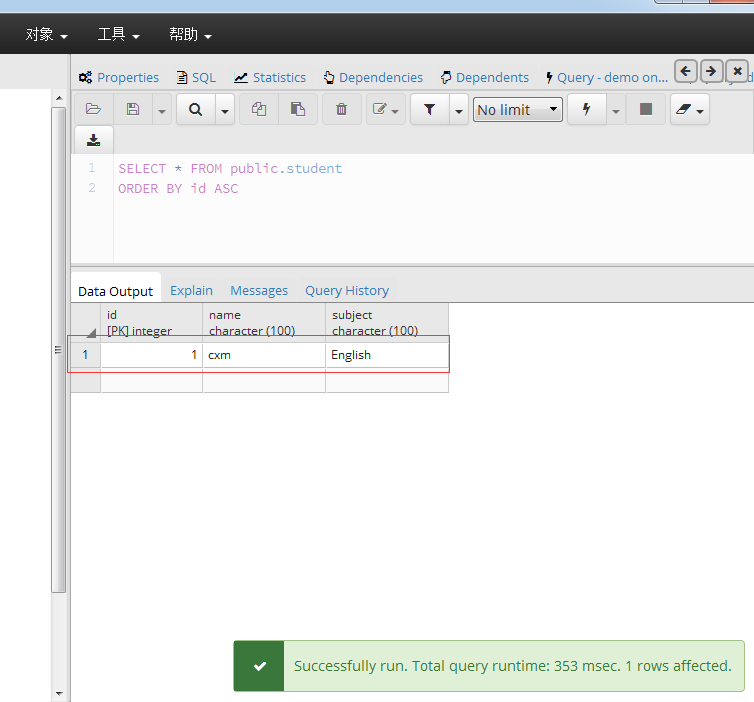 对象 工具 帮助
Properties SQL Statistics Dependencies Dependents Query - demo on...
No limit
1 SELECT * FROM public.student
2 ORDER BY id ASC
Data Output Explain Messages Query History
id name subject
[PK] integer character (100) character (100)
1 1 cxm English
Successfully run. Total query runtime: 353 msec. 1 rows affected.